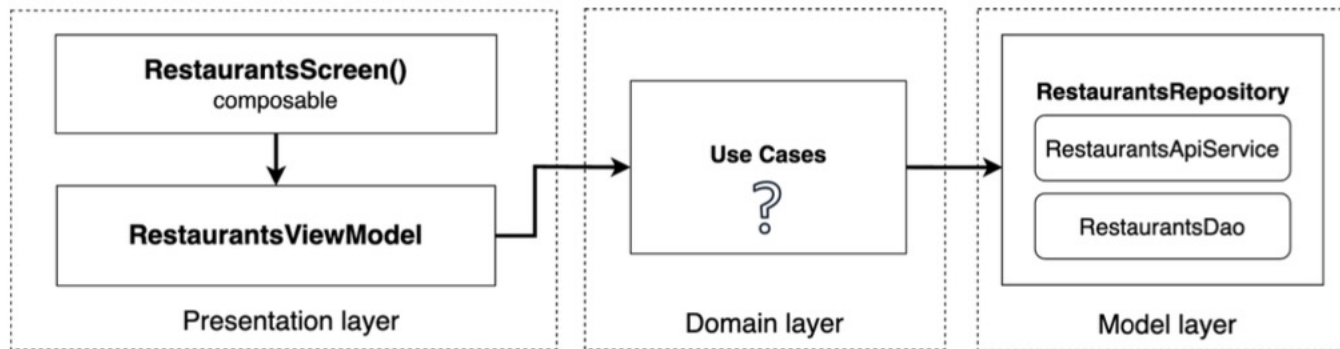 RestaurantsScreen()
composable
RestaurantsViewModel
Presentation layer
Use Cases
?
Domain layer
RestaurantsRepository
RestaurantsApiService
RestaurantsDao
Model layer